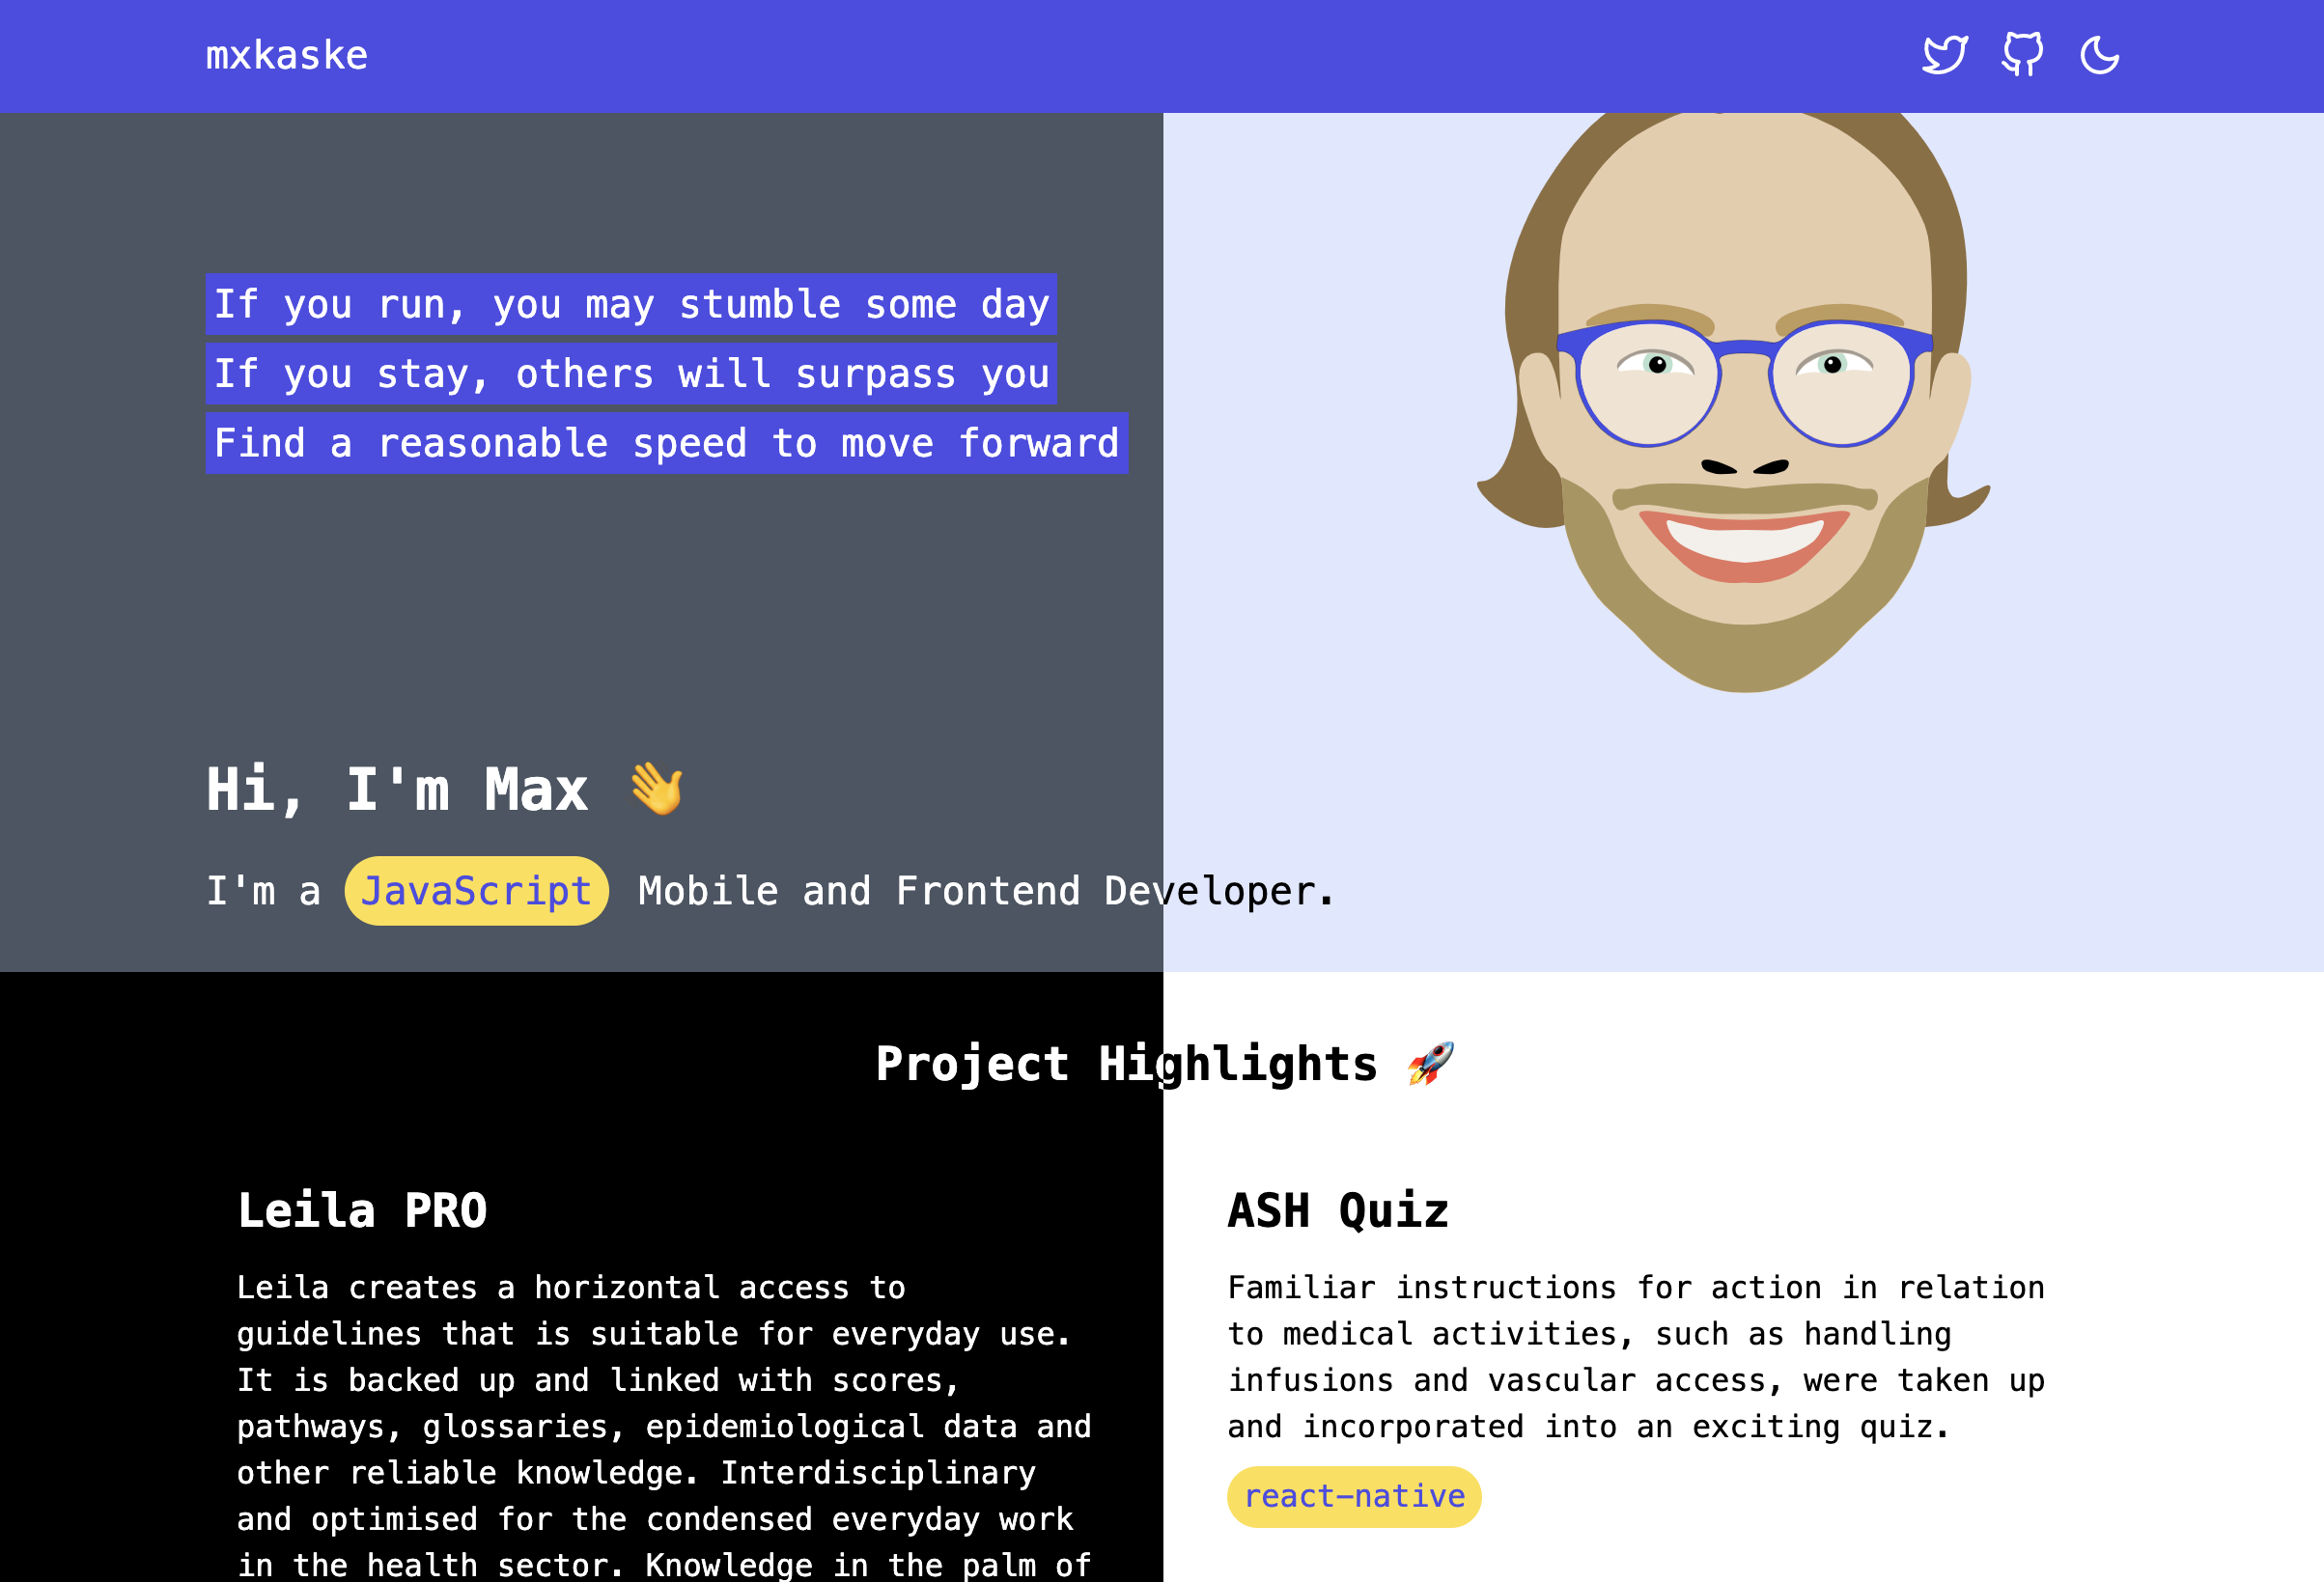 mxkaske
If you run, you may stumble some day
If you stay, others will surpass you
Find a reasonable speed to move forward
Hi, I'm Max 👋
I'm a JavaScript Mobile and Frontend Developer.
Project Highlights 🚀
Leila PRO
Leila creates a horizontal access to
guidelines that is suitable for everyday use.
It is backed up and linked with scores,
pathways, glossaries, epidemiological data and
other reliable knowledge. Interdisciplinary
and optimised for the condensed everyday work
in the health sector. Knowledge in the palm of
ASH Quiz
Familiar instructions for action in relation
to medical activities, such as handling
infusions and vascular access, were taken up
and incorporated into an exciting quiz.
react-native